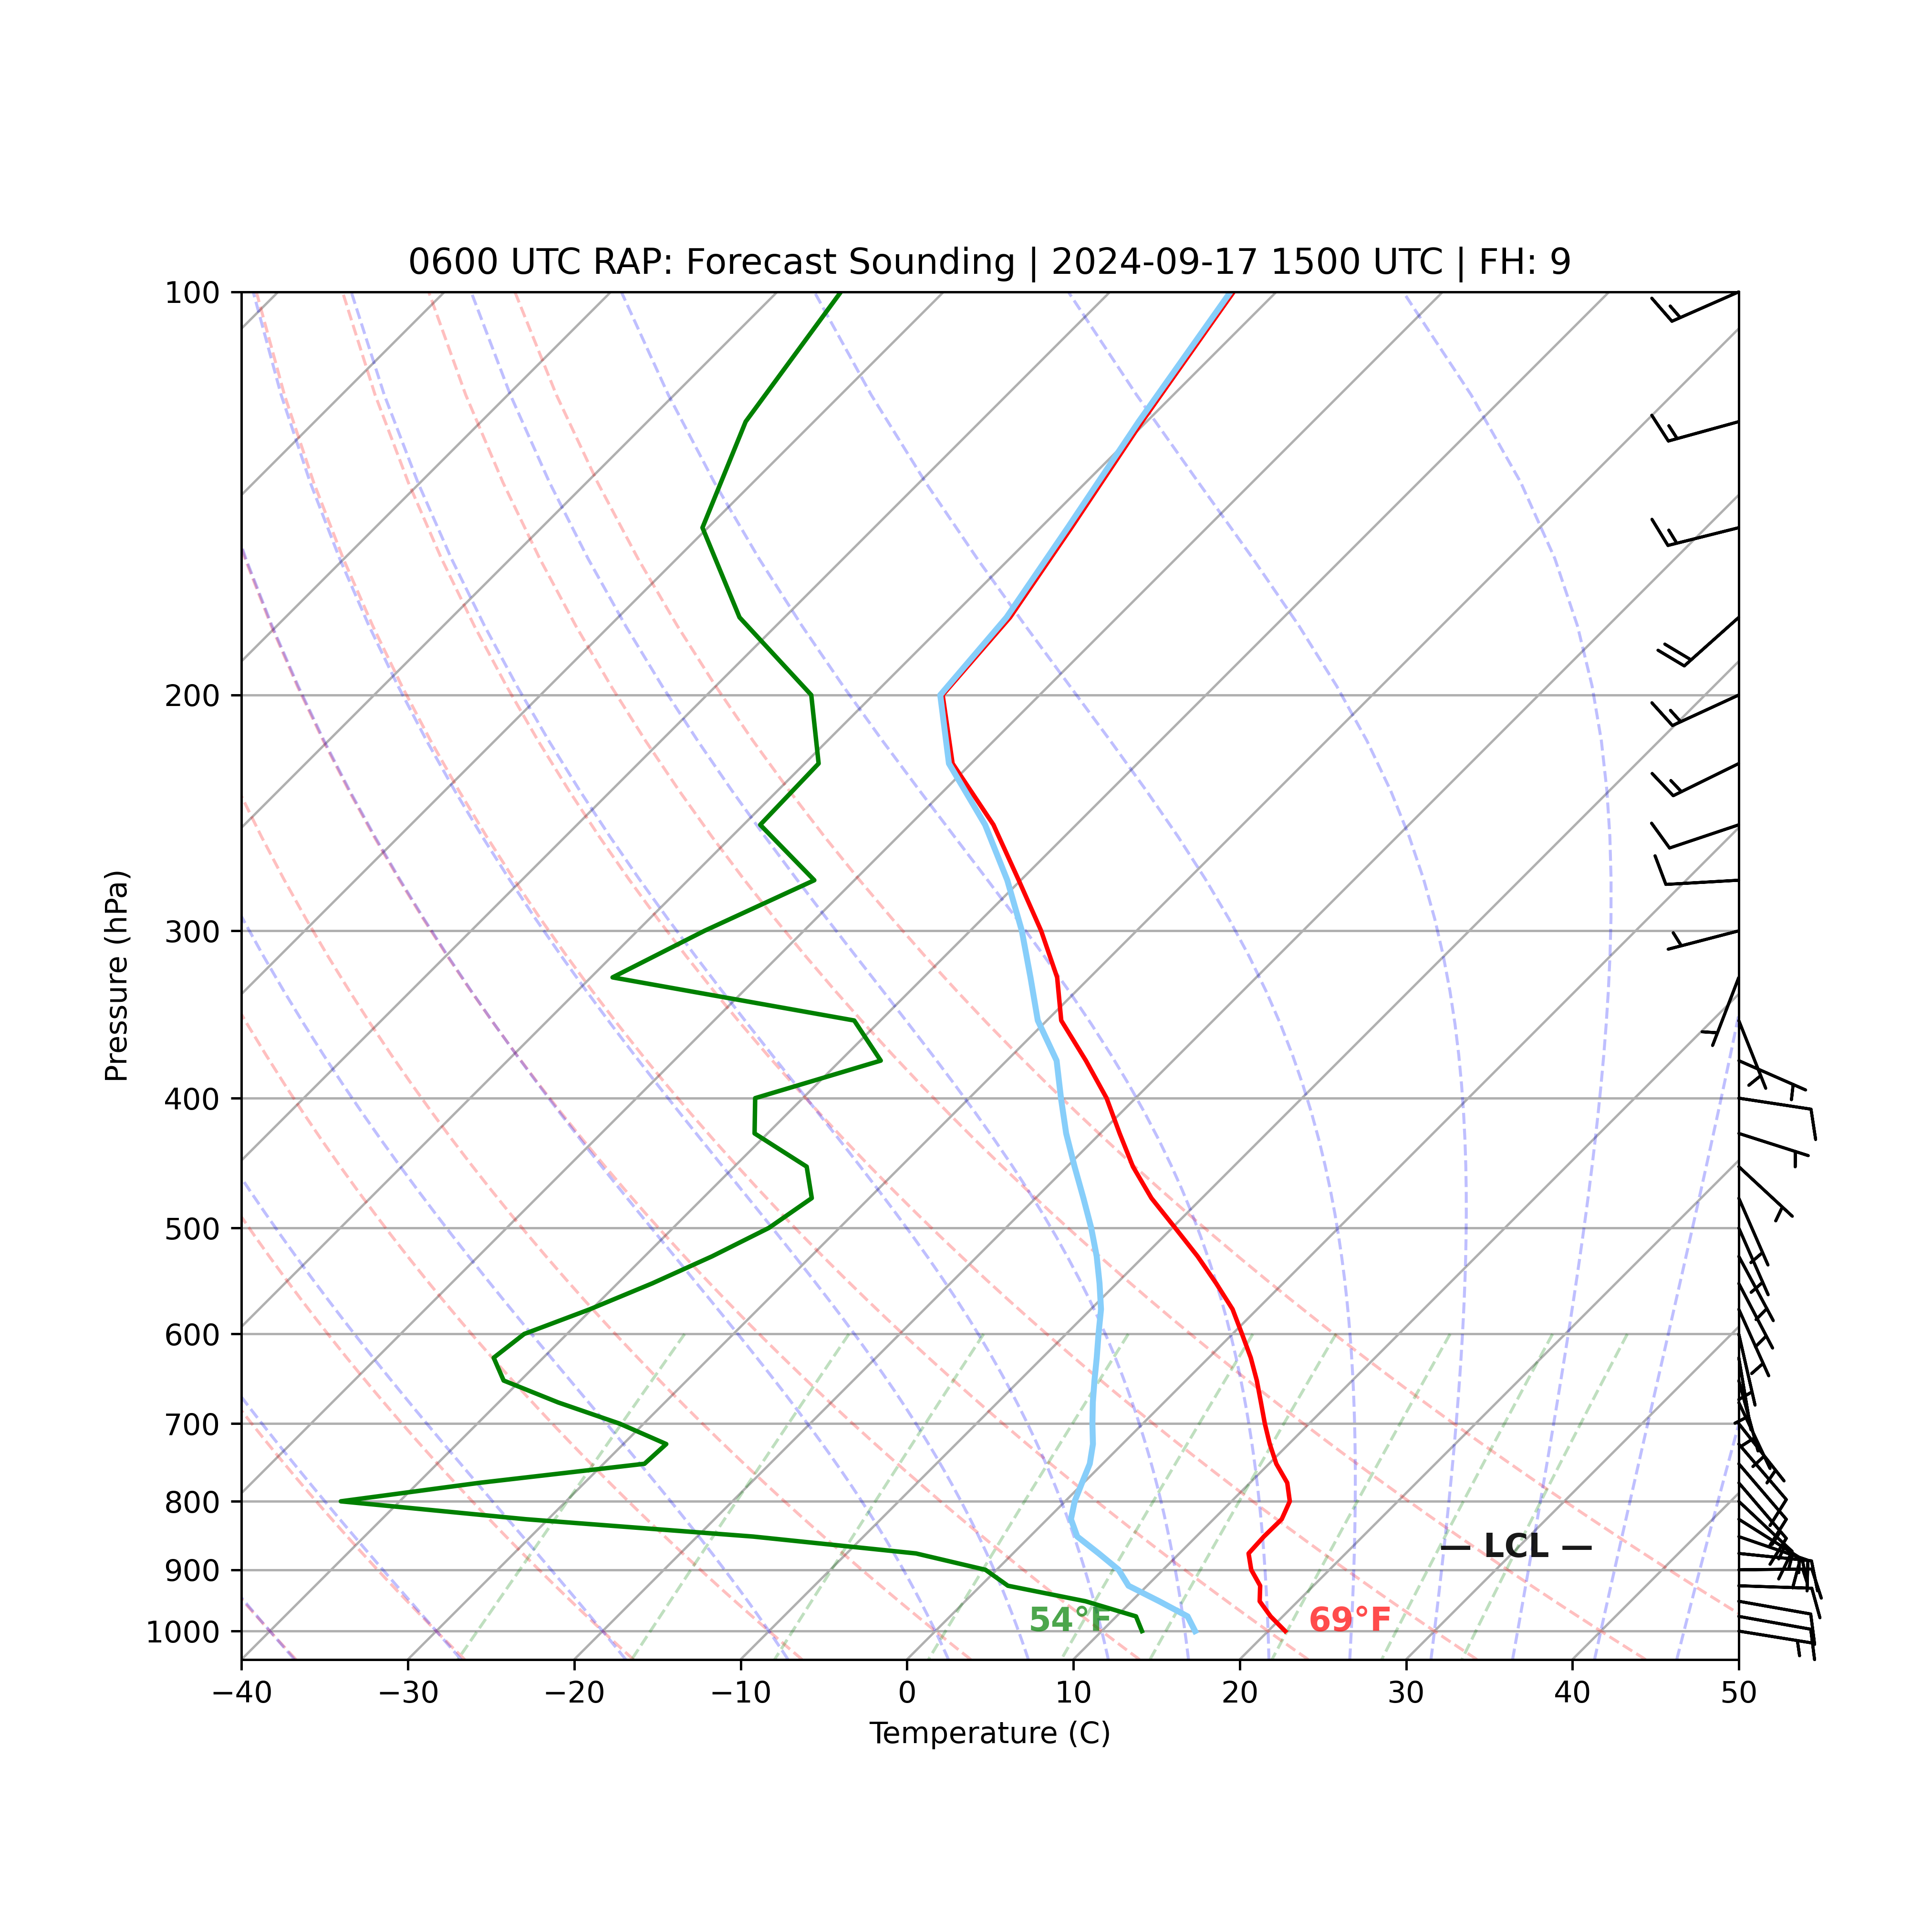 0600 UTC RAP: Forecast Sounding | 2024-09-17 1500 UTC | FH: 9
100
200
300
400
500
600
700
800
900
1000
Pressure (hPa)
— LCL —
54°F
69°F
−40 −30 −20 −10 0 10 20 30 40 50
Temperature (C)